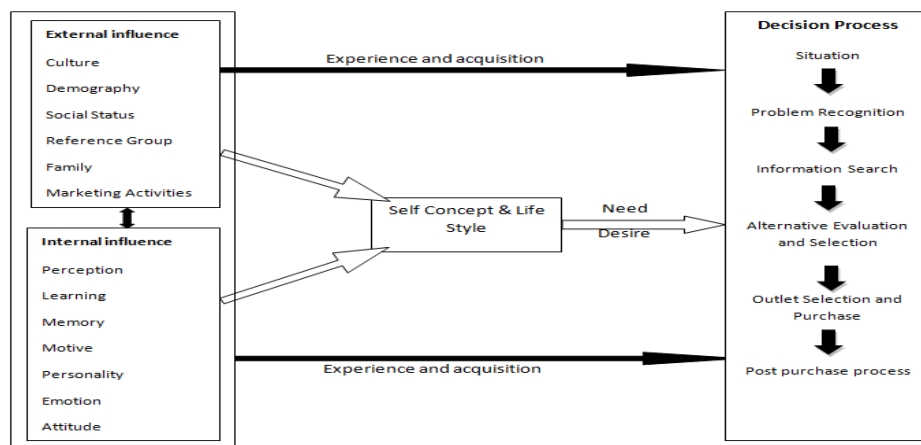 External influence
Culture
Demography
Social Status
Reference Group
Family
Marketing Activities
Internal influence
Perception
Learning
Memory
Motive
Personality
Emotion
Attitude
Experience and acquisition
Self Concept & Life
Style
Need
Desire
Experience and acquisition
Decision Process
Situation
Problem Recognition
Information Search
Alternative Evaluation
and Selection
Outlet Selection and
Purchase
Post purchase process